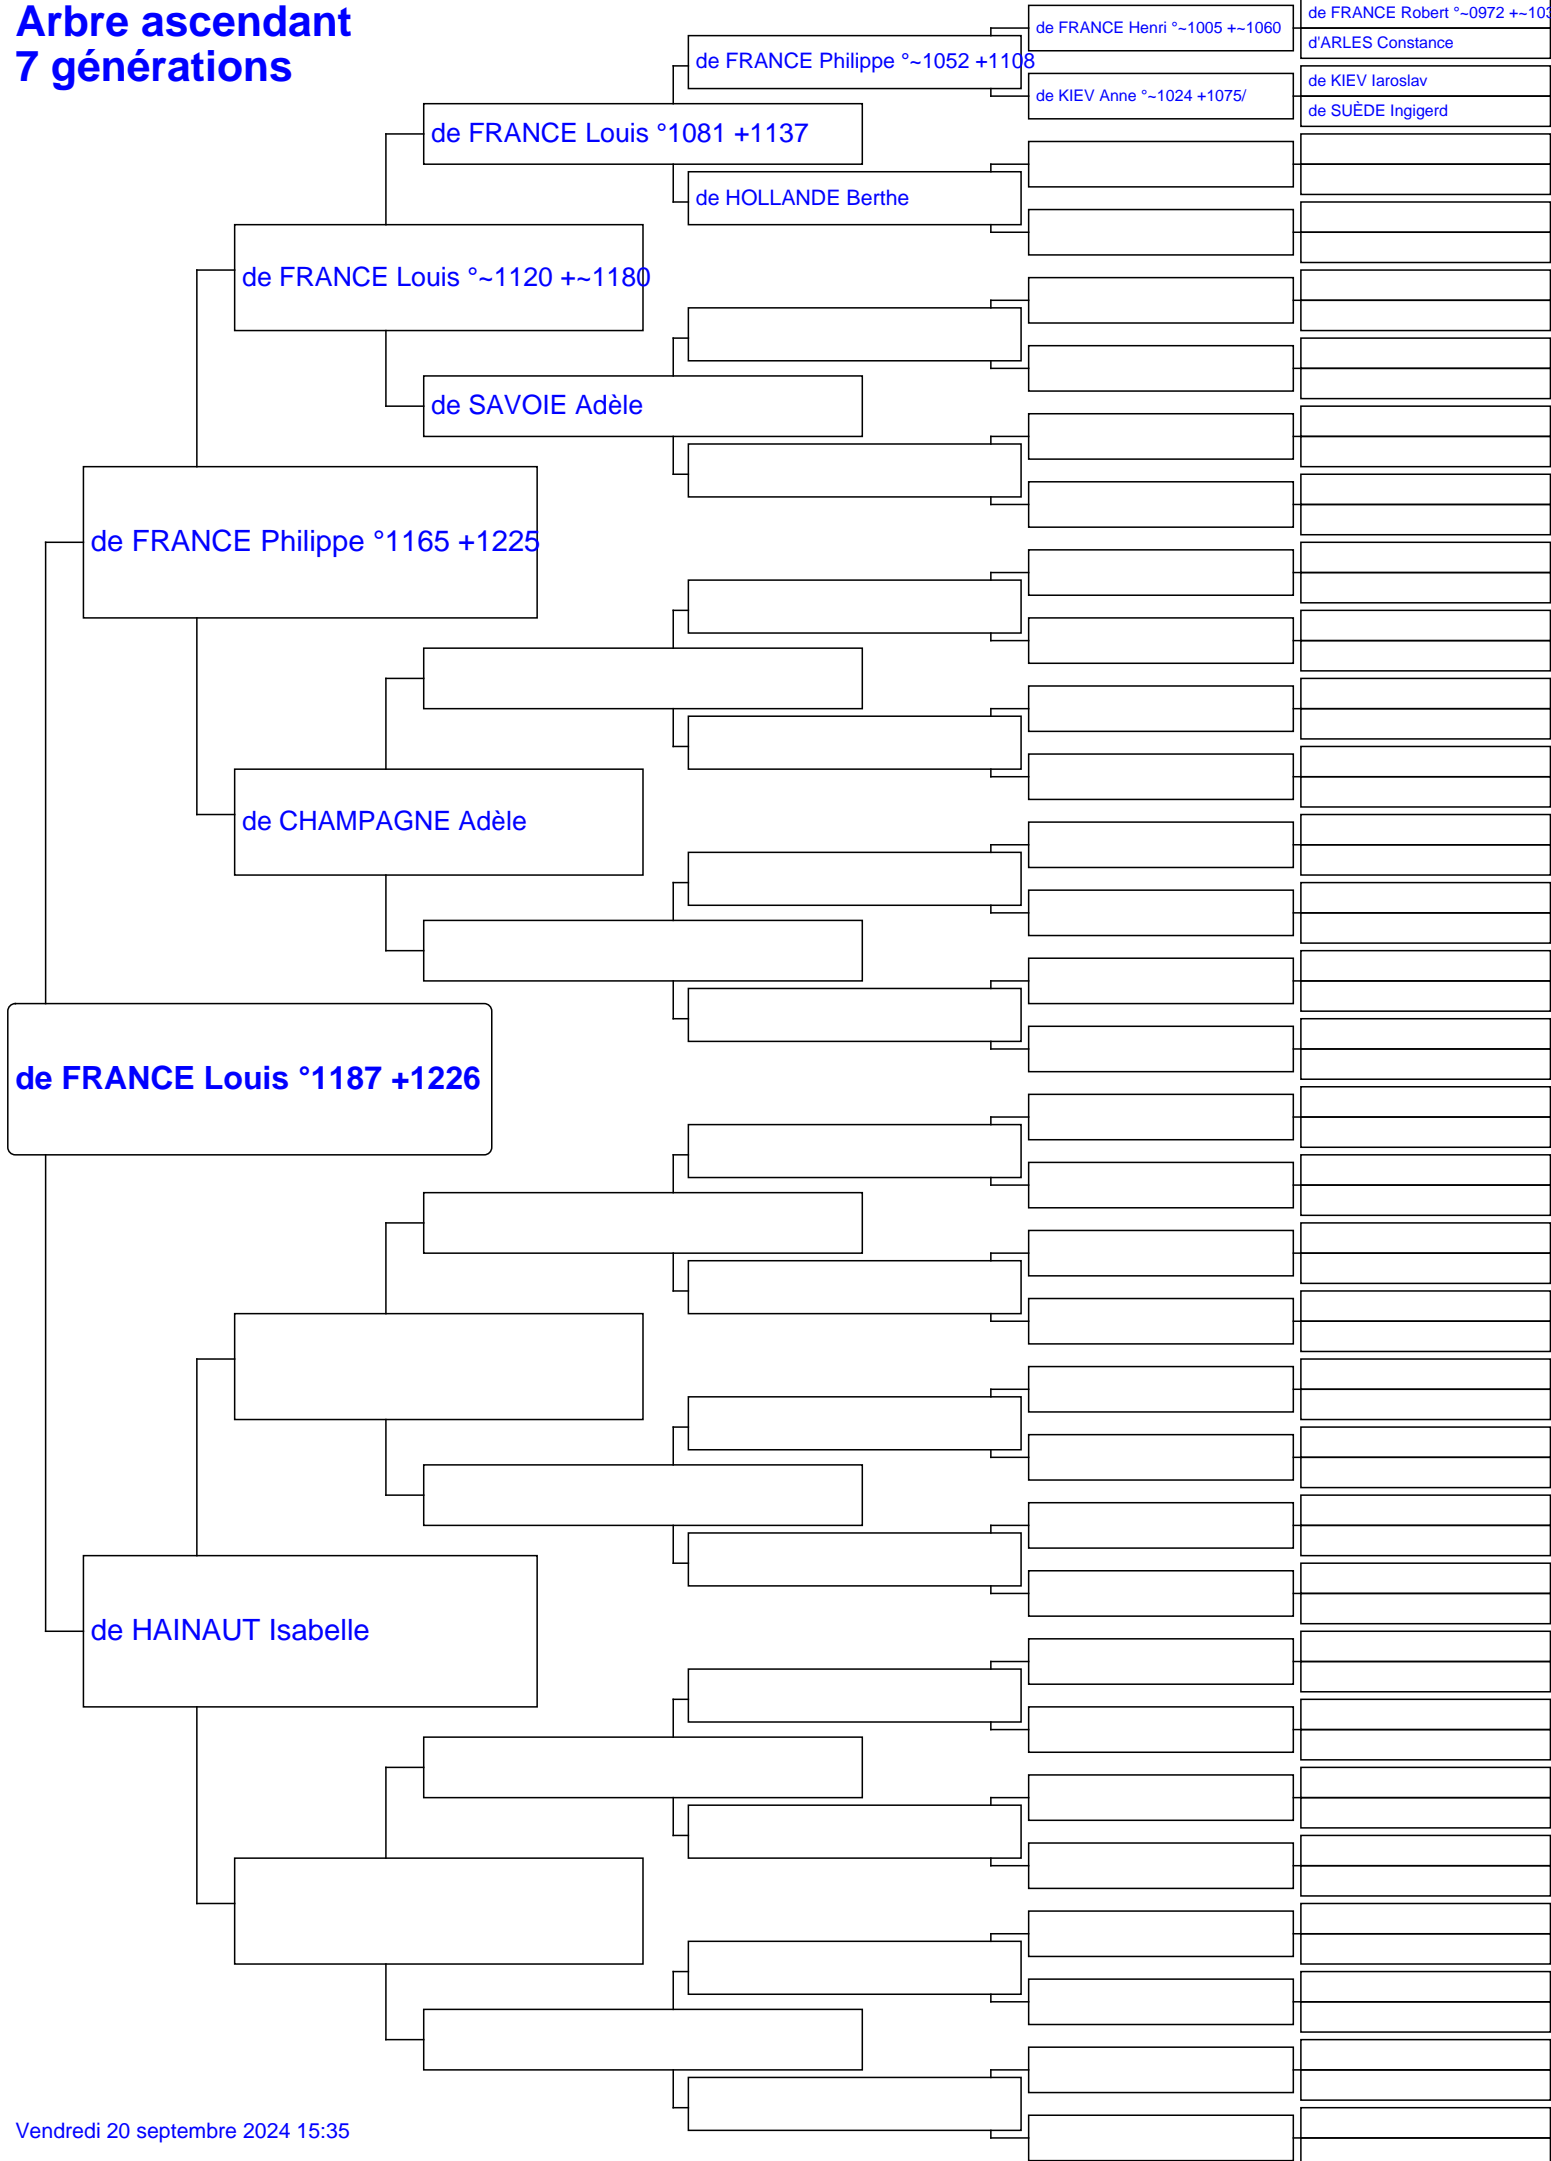 Arbre ascendant
7 générations
de FRANCE Robert °~0972 +~103
de FRANCE Henri °~1005 +~1060
d'ARLES Constance
de FRANCE Philippe °~1052 +1108
de KIEV Iaroslav
de KIEV Anne °~1024 +1075/
de SUÈDE Ingigerd
de FRANCE Louis °1081 +1137
de HOLLANDE Berthe
de FRANCE Louis °~1120 +~1180
de SAVOIE Adèle
de FRANCE Philippe °1165 +1225
de CHAMPAGNE Adèle
de FRANCE Louis °1187 +1226
de HAINAUT Isabelle
Vendredi 20 septembre 2024 15:35